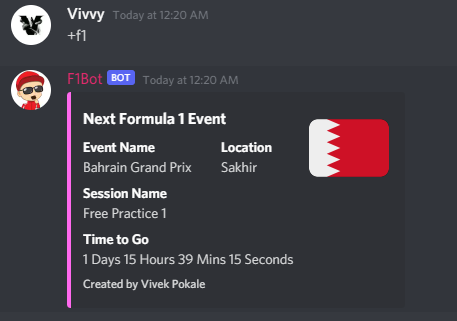 Vivvy Today at 12:20 AM
+f1
F1Bot BOT Today at 12:20 AM
Next Formula 1 Event
Event Name Location
Bahrain Grand Prix Sakhir
Session Name
Free Practice 1
Time to Go
1 Days 15 Hours 39 Mins 15 Seconds
Created by Vivek Pokale